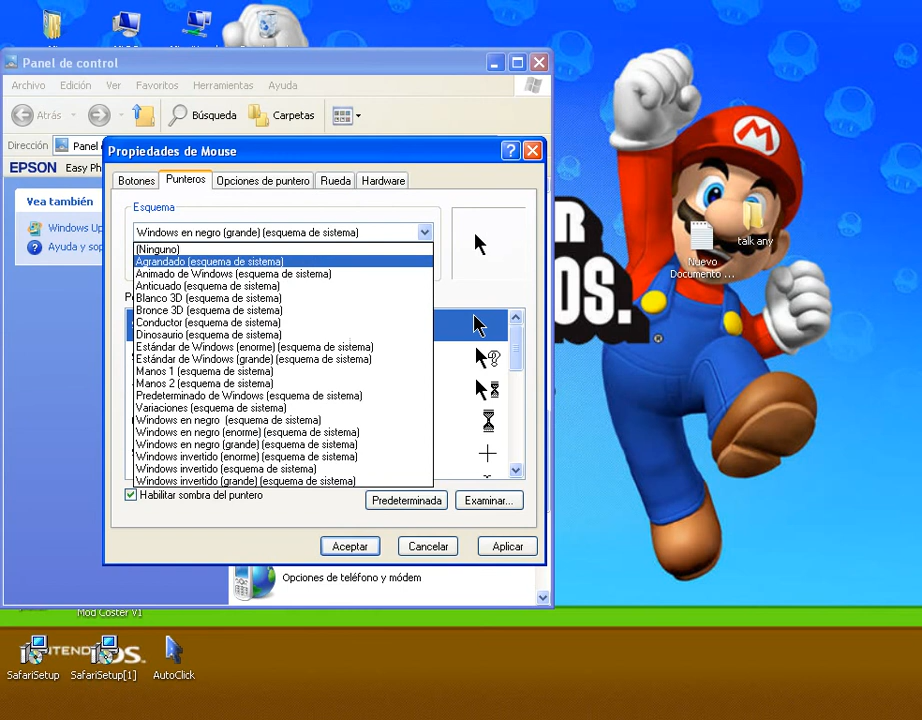 Panel de control
Archivo Edición Ver Favoritos Herramientas Ayuda
Atrás Búsqueda Carpetas
Dirección Panel
EPSON Easy Ph
Vea también
Windows Up
Ayuda y sop
Propiedades de Mouse
Botones Punteros Opciones de puntero Rueda Hardware
Esquema
Windows en negro (grande) (esquema de sistema)
(Ninguno)
Agrandado (esquema de sistema)
Animado de Windows (esquema de sistema)
Anticuado (esquema de sistema)
Blanco 3D (esquema de sistema)
Bronce 3D (esquema de sistema)
Conductor (esquema de sistema)
Dinosaurio (esquema de sistema)
Estándar de Windows (enorme) (esquema de sistema)
Estándar de Windows (grande) (esquema de sistema)
Manos 1 (esquema de sistema)
Manos 2 (esquema de sistema)
Predeterminado de Windows (esquema de sistema)
Variaciones (esquema de sistema)
Windows en negro (esquema de sistema)
Windows en negro (enorme) (esquema de sistema)
Windows en negro (grande) (esquema de sistema)
Windows invertido (enorme) (esquema de sistema)
Windows invertido (esquema de sistema)
Windows invertido (grande) (esquema de sistema)
Habilitar sombra del puntero
Predeterminada Examinar...
Aceptar Cancelar Aplicar
Opciones de teléfono y módem
Nuevo
Documento ...
talk any
R
OS.
M
Mod Coster V1
SafariSetup SafariSetup[1] AutoClick